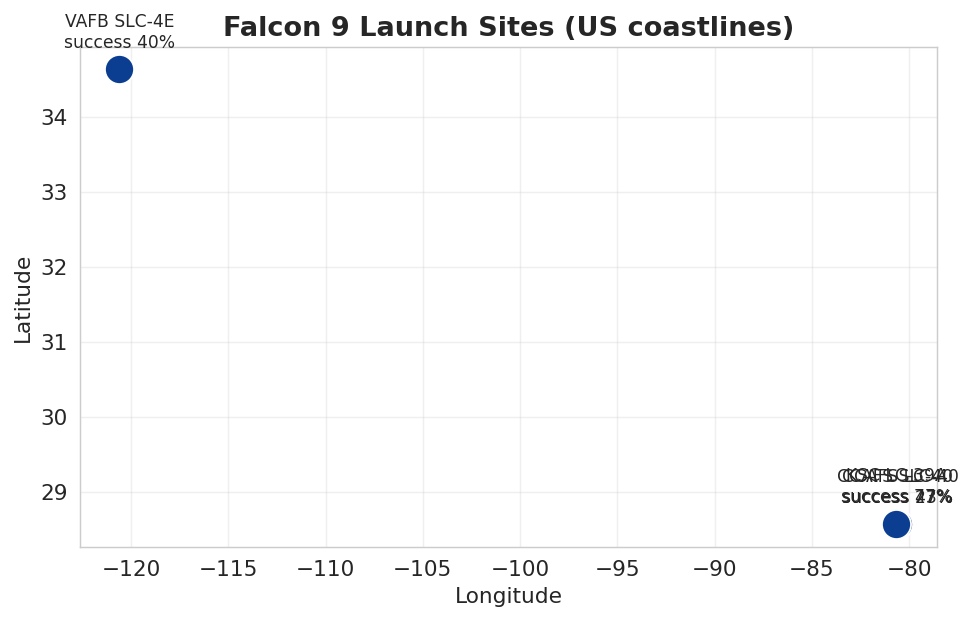 VAFB SLC-4E
success 40%
Falcon 9 Launch Sites (US coastlines)
Latitude
34
33
32
31
30
29
success
−120
−115
−110
−105
−100
−95
−90
−85
−80
Longitude